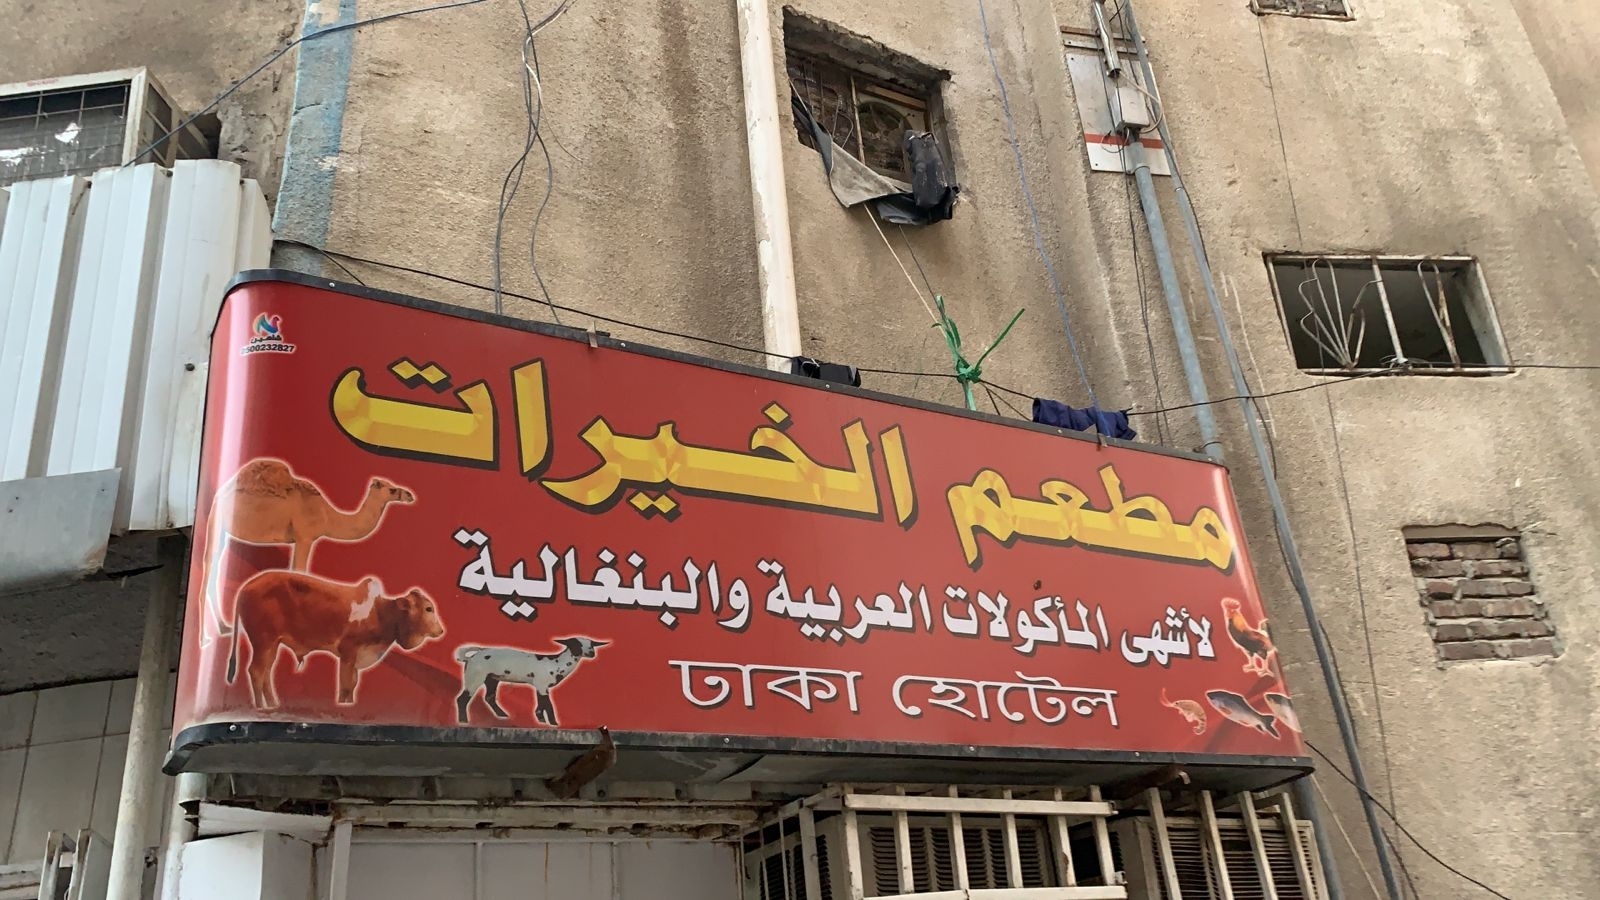 مطعم الخيرات
لأشهى المأكولات العربية والبنغالية
ঢাকা হোটেল